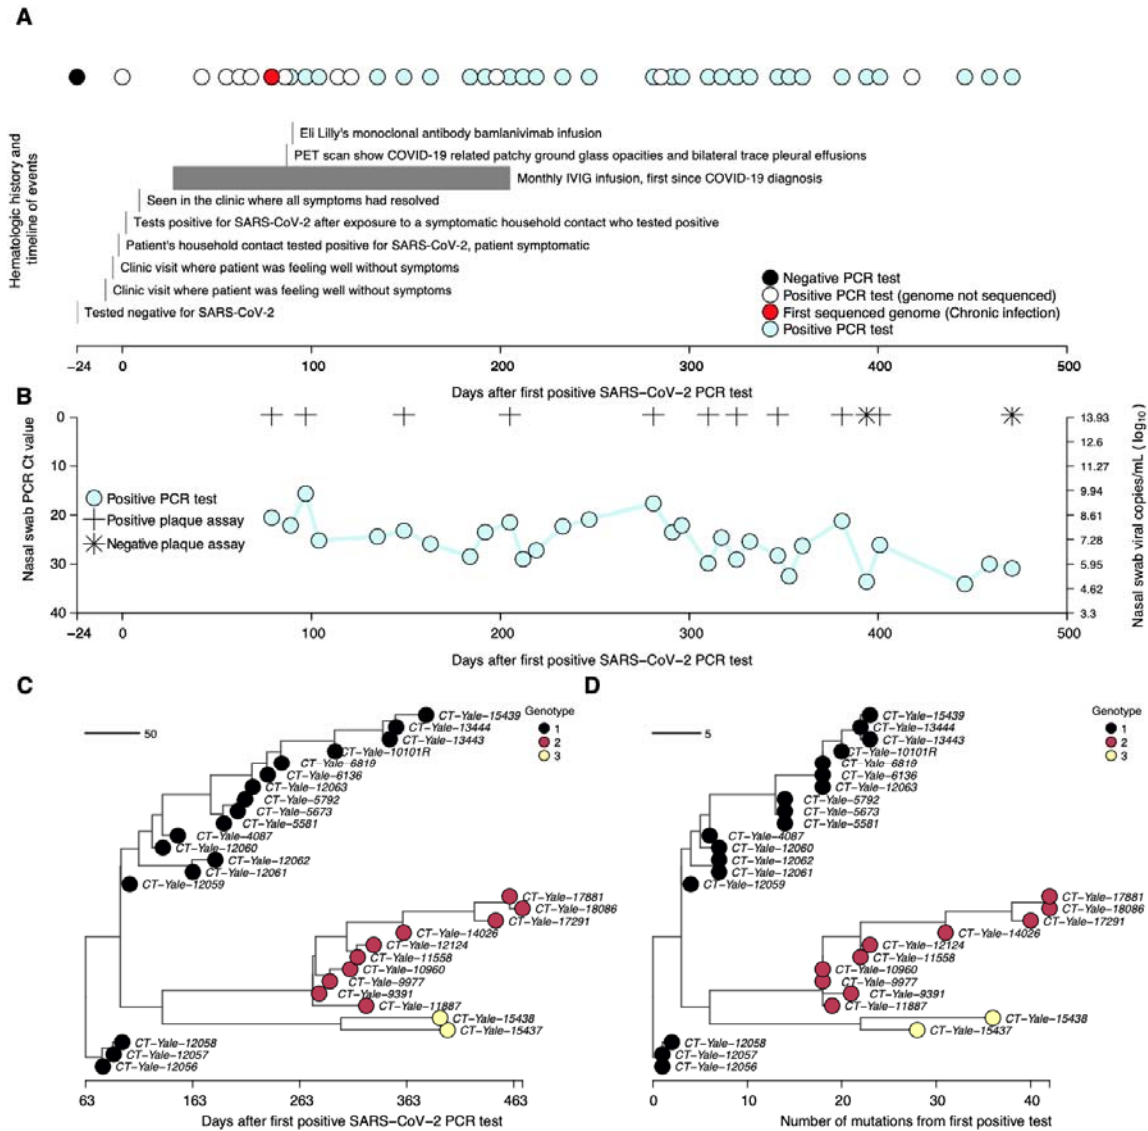 A
Hematologic history and
timeline of events
Eli Lilly's monoclonal antibody bamlanivimab infusion
PET scan show COVID-19 related patchy ground glass opacities and bilateral trace pleural effusions
Monthly IVIG infusion, first since COVID-19 diagnosis
Seen in the clinic where all symptoms had resolved
Tests positive for SARS-CoV-2 after exposure to a symptomatic household contact who tested positive
Patient's household contact tested positive for SARS-CoV-2, patient symptomatic
Clinic visit where patient was feeling well without symptoms
Clinic visit where patient was feeling well without symptoms
Tested negative for SARS-CoV-2
Negative PCR test
Positive PCR test (genome not sequenced)
First sequenced genome (Chronic infection)
Positive PCR test
−24 0 100 200 300 400 500
Days after first positive SARS−CoV−2 PCR test
B
Nasal swab PCR Ct value
0
10
20
30
40
Positive PCR test
Positive plaque assay
Negative plaque assay
13.93
12.6
11.27
9.94
8.61
7.28
5.95
4.62
3.3
Nasal swab viral copies/mL (log10)
−24 0 100 200 300 400 500
Days after first positive SARS−CoV−2 PCR test
C
50
Genotype
1
2
3
CT−Yale−15439
CT−Yale−13444
CT−Yale−13443
CT−Yale−10101R
CT−Yale−6819
CT−Yale−6136
CT−Yale−12063
CT−Yale−5792
CT−Yale−5673
CT−Yale−5581
CT−Yale−4087
CT−Yale−12060
CT−Yale−12062
CT−Yale−12061
CT−Yale−12059
CT−Yale−17881
CT−Yale−18086
CT−Yale−17291
CT−Yale−14026
CT−Yale−12124
CT−Yale−11558
CT−Yale−10960
CT−Yale−9977
CT−Yale−9391
CT−Yale−11887
CT−Yale−15438
CT−Yale−15437
CT−Yale−12058
CT−Yale−12057
CT−Yale−12056
63 163 263 363 463
Days after first positive SARS−CoV−2 PCR test
D
5
Genotype
1
2
3
CT−Yale−15439
CT−Yale−13444
CT−Yale−13443
CT−Yale−10101R
CT−Yale−6819
CT−Yale−6136
CT−Yale−12063
CT−Yale−5792
CT−Yale−5673
CT−Yale−5581
CT−Yale−4087
CT−Yale−12060
CT−Yale−12062
CT−Yale−12061
CT−Yale−12059
CT−Yale−17881
CT−Yale−18086
CT−Yale−17291
CT−Yale−14026
CT−Yale−12124
CT−Yale−11558
CT−Yale−10960
CT−Yale−9977
CT−Yale−9391
CT−Yale−11887
CT−Yale−15438
CT−Yale−15437
CT−Yale−12058
CT−Yale−12057
CT−Yale−12056
0 10 20 30 40
Number of mutations from first positive test